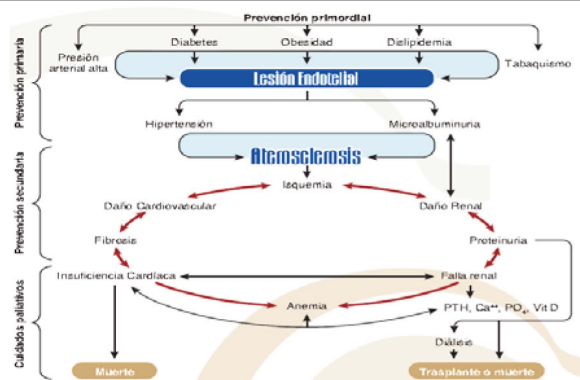 Prevención primordial
Diabetes
Obesidad
Dislipidemia
Presión
arterial alta
Tabaquismo
Lesión Endotelial
Prevención primaria
Hipertensión
Microalbuminuria
Aterosclerosis
Isquemia
Prevención secundaria
Daño Cardiovascular
Daño Renal
Fibrosis
Proteinuria
Insuficiencia Cardíaca
Falla renal
Anemia
PTH, Ca⁺⁺, PO₄, Vit D
Cuidados paliativos
Diálisis
Muerte
Trasplante o muerte